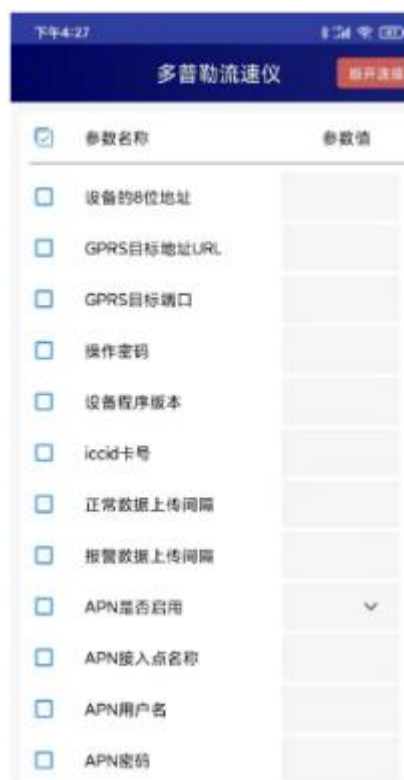 下午4:27
多普勒流速仪
断开连接
参数名称 参数值
设备的8位地址
GPRS目标地址URL
GPRS目标端口
操作密码
设备程序版本
iccid卡号
正常数据上传间隔
报警数据上传间隔
APN是否启用
APN接入点名称
APN用户名
APN密码